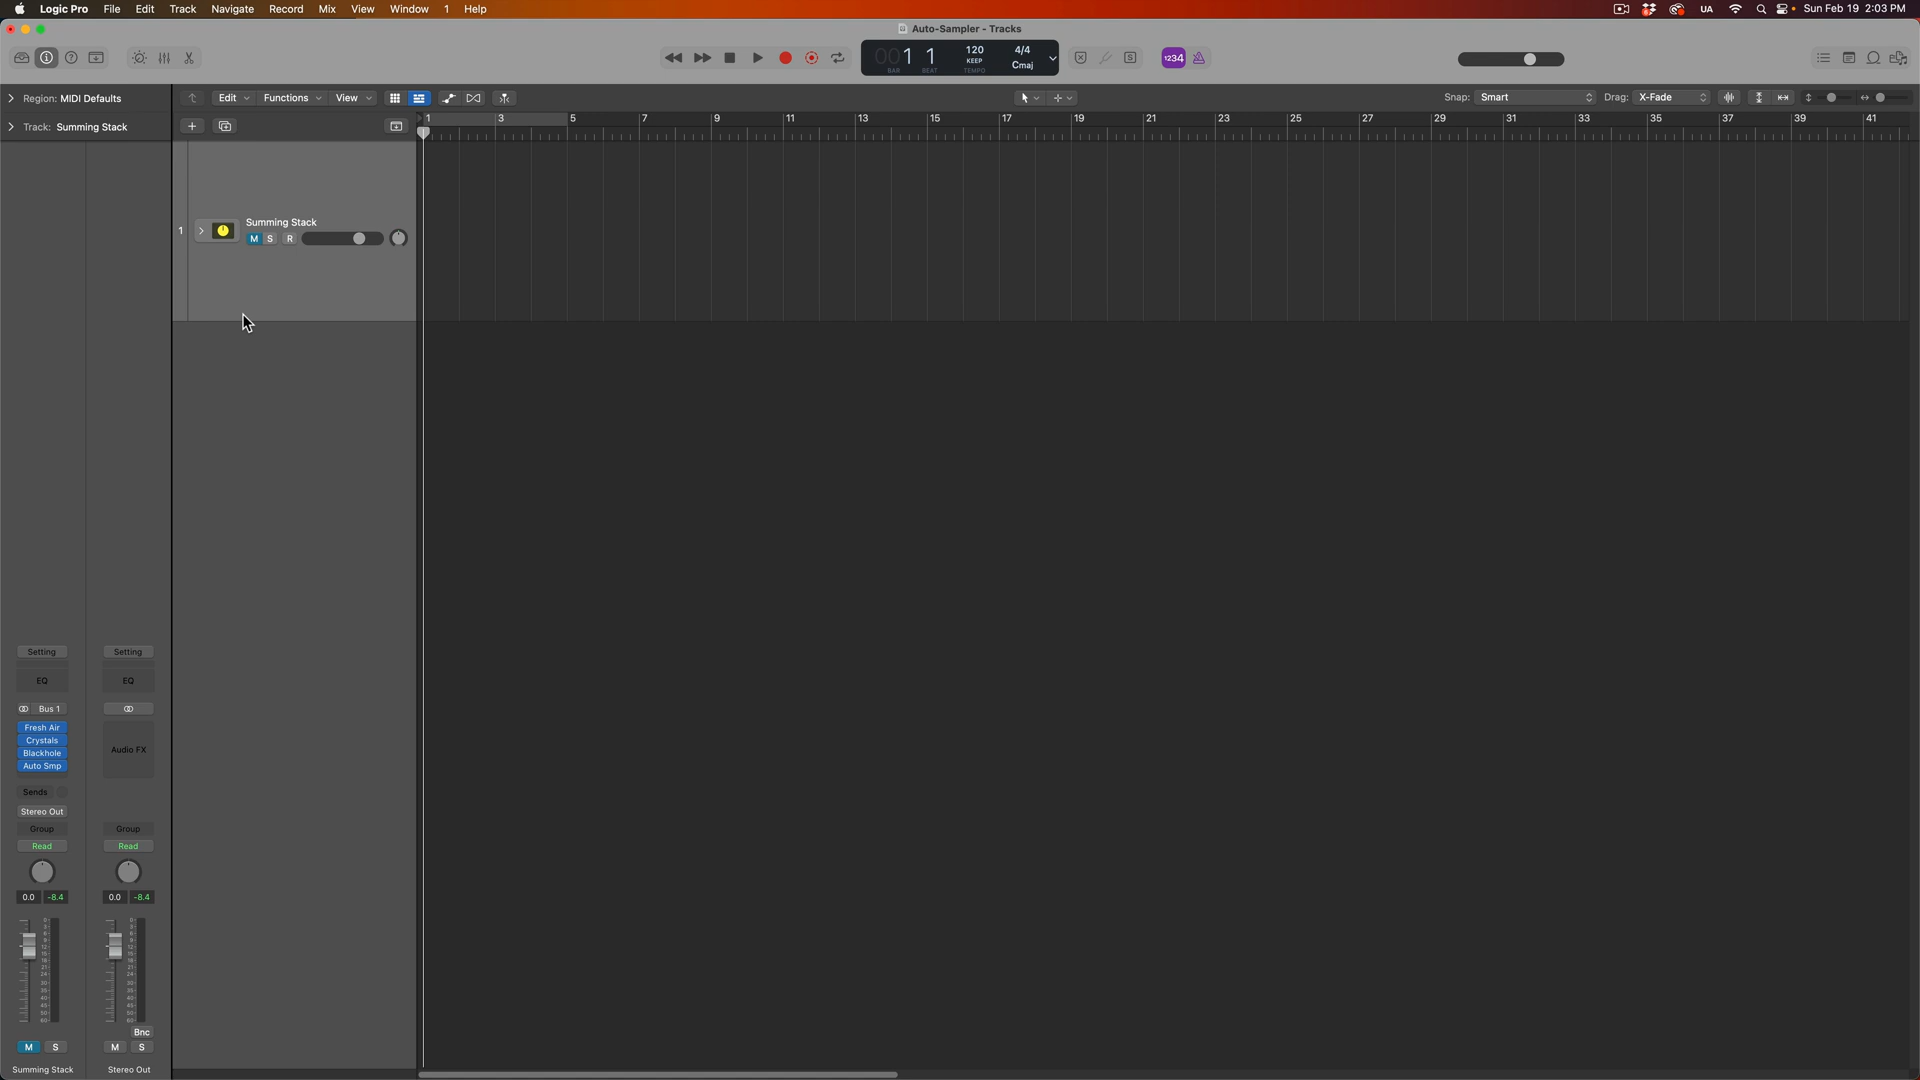 Logic Pro File Edit Track Navigate Record Mix View Window 1 Help
UA Sun Feb 19 2:03 PM
Auto-Sampler - Tracks
001 1 120 4/4
KEEP Cmaj
BAR BEAT TEMPO
S 1234
Region: MIDI Defaults
Edit Functions View
Snap: Smart Drag: X-Fade
Track: Summing Stack
1 3 5 7 9 11 13 15 17 19 21 23 25 27 29 31 33 35 37 39 41
Summing Stack
1
M S R
Setting Setting
EQ EQ
Bus 1
Fresh Air
Crystals
Blackhole
Auto Smp
Audio FX
Sends
Stereo Out
Group Group
Read Read
0.0 -8.4 0.0 -8.4
Bnc
M S M S
Summing Stack Stereo Out